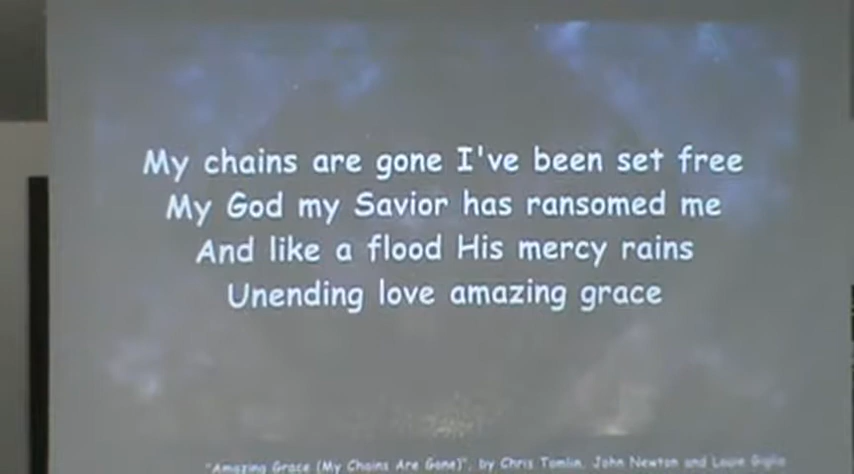 My chains are gone I've been set free
My God my Savior has ransomed me
And like a flood His mercy rains
Unending love amazing grace
"Amazing Grace (My Chains Are Gone)", by Chris Tomlin, John Newton and Louie Giglio